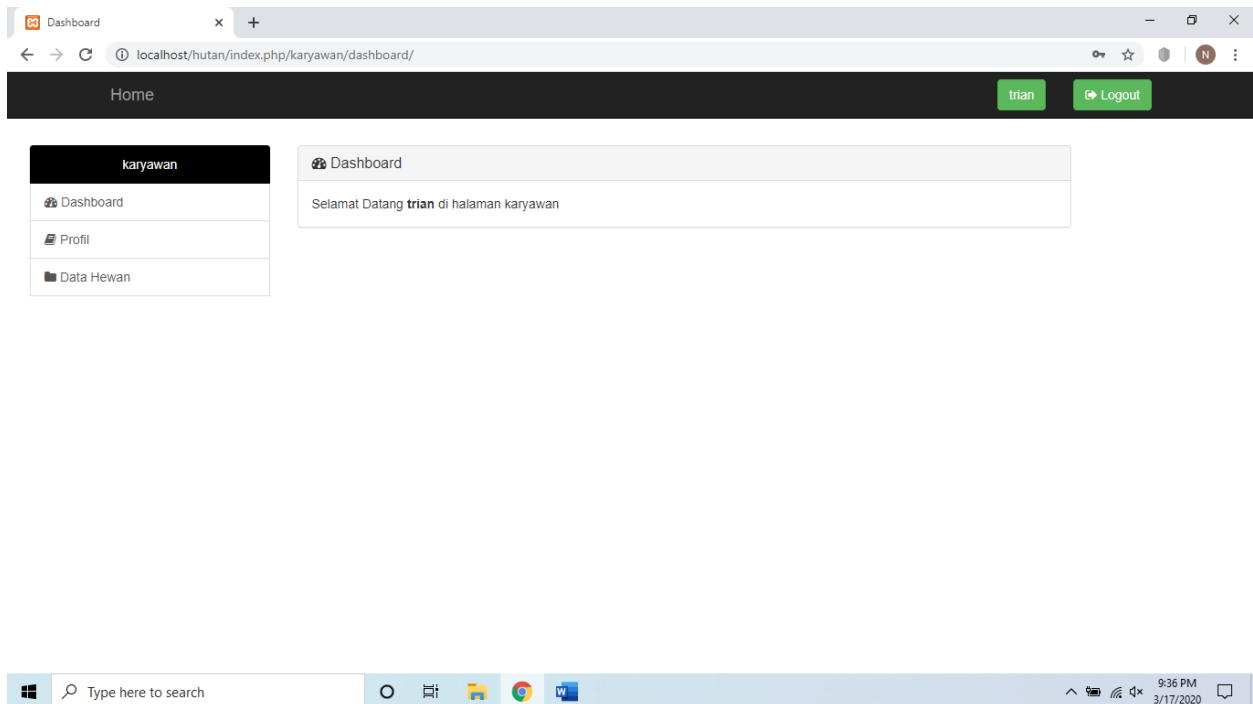 Dashboard
localhost/hutan/index.php/karyawan/dashboard/
N
Home
trian
Logout
karyawan
Dashboard
Profil
Data Hewan
Dashboard
Selamat Datang trian di halaman karyawan
Type here to search
W
9:36 PM
3/17/2020